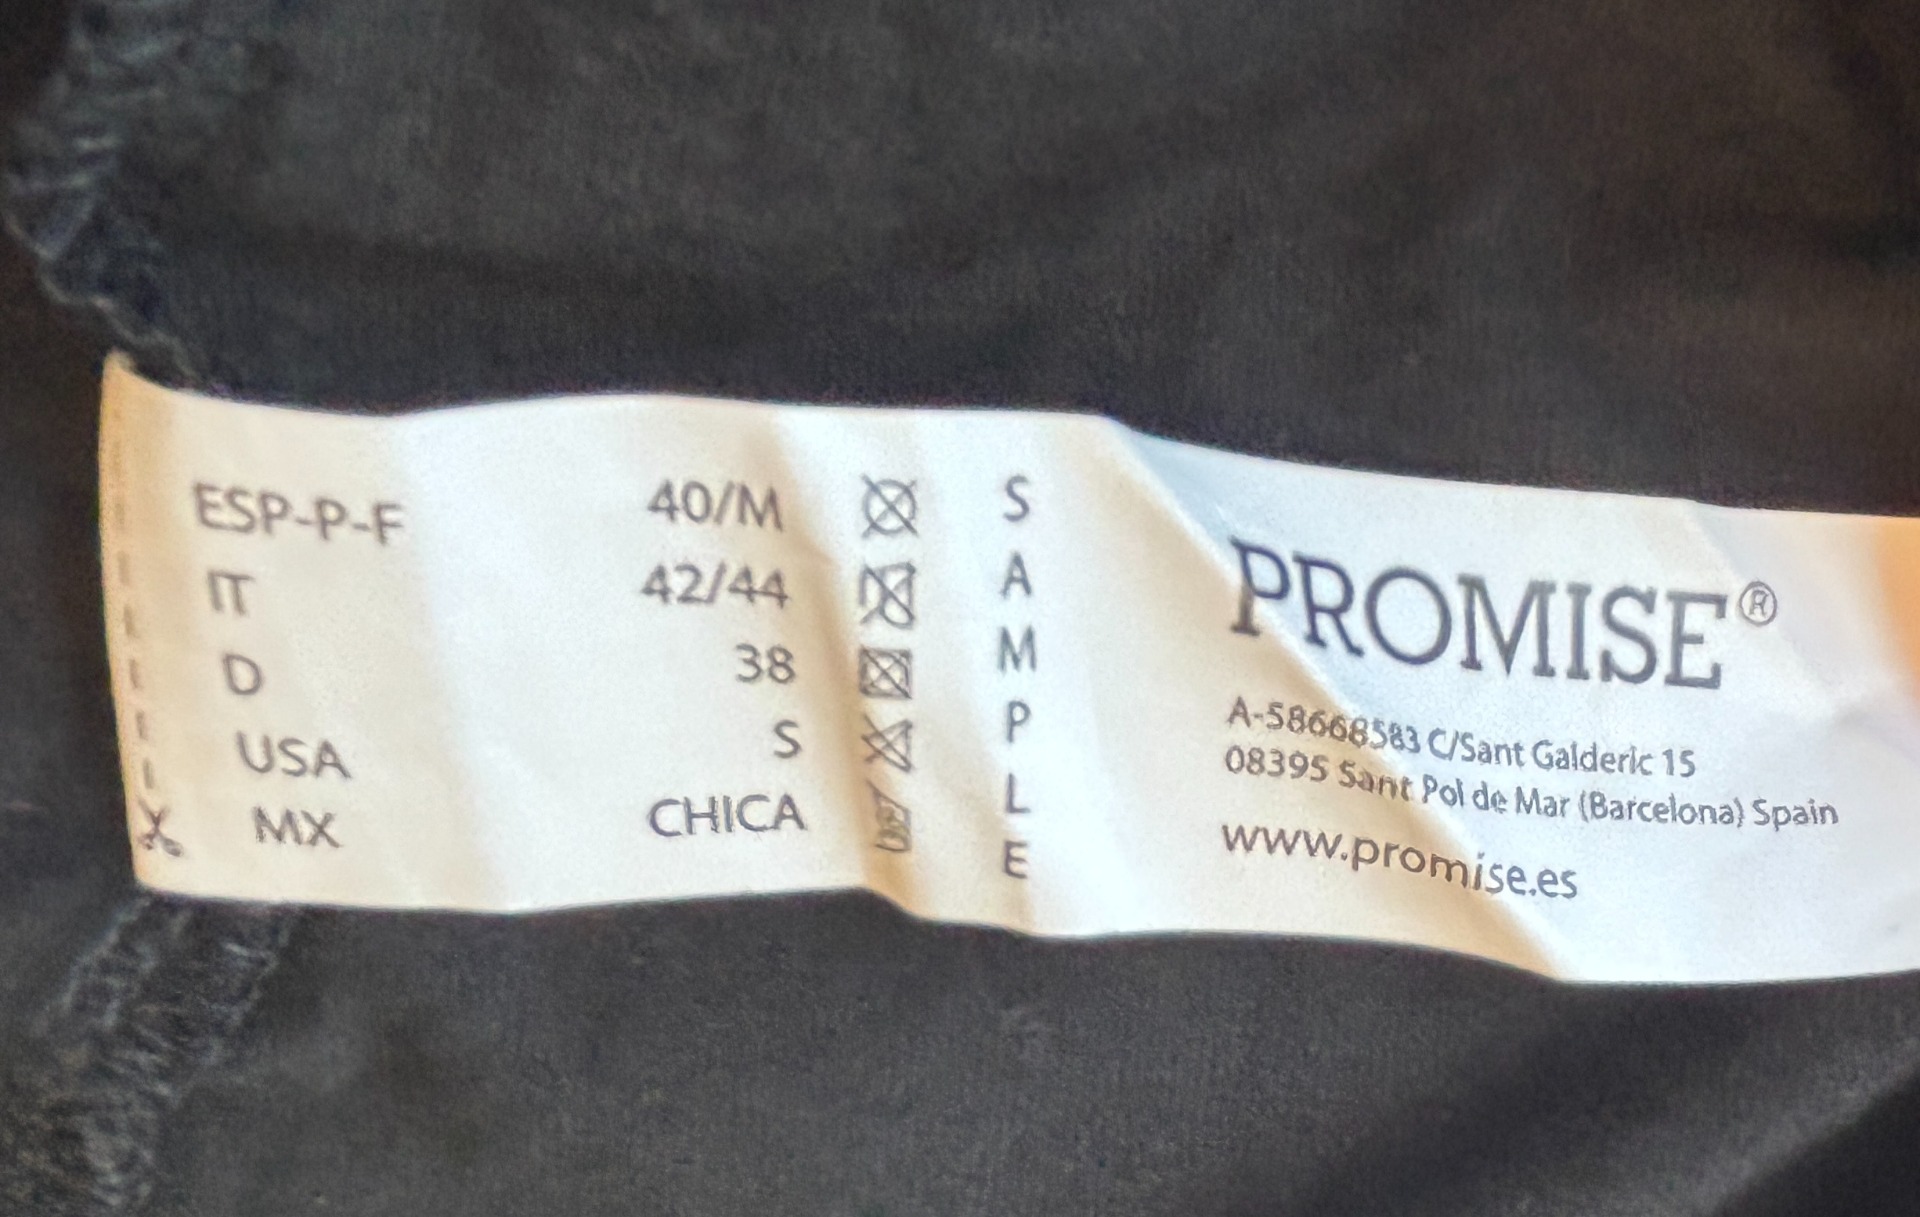 ESP-P-F 40/M
IT 42/44
D 38
USA S
MX CHICA
SAMPLE
PROMISE®
A-58668583 C/Sant Galderic 15
08395 Sant Pol de Mar (Barcelona) Spain
www.promise.es